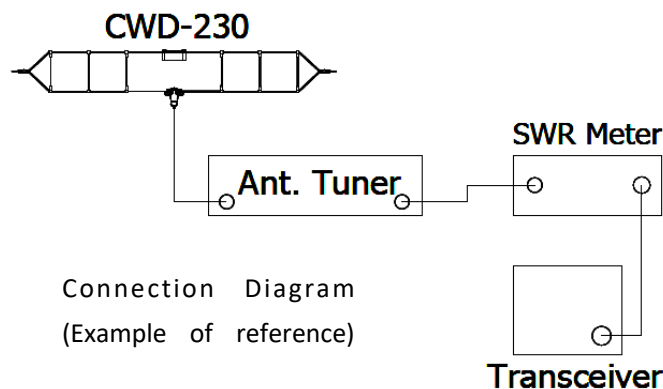 CWD-230
SWR Meter
Ant. Tuner
Connection Diagram
(Example of reference)
Transceiver